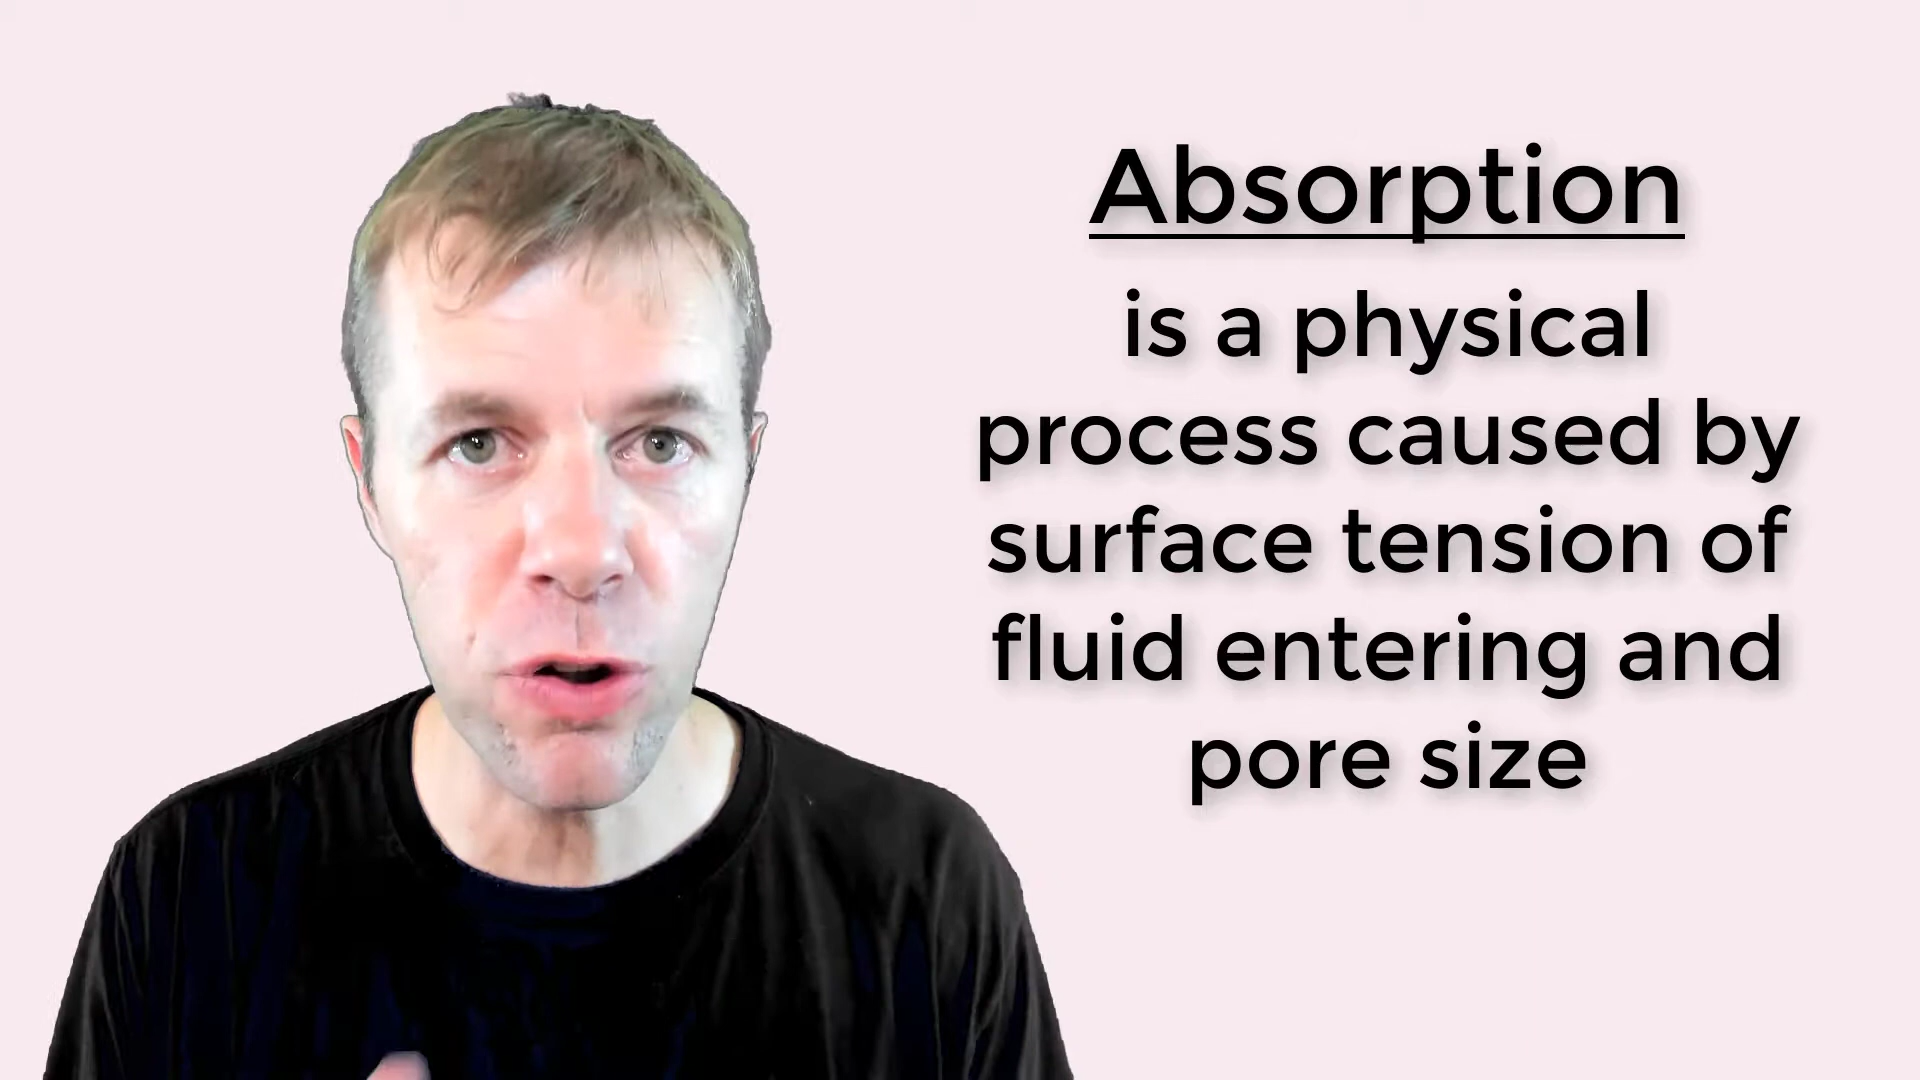 Absorption
is a physical
process caused by
surface tension of
fluid entering and
pore size